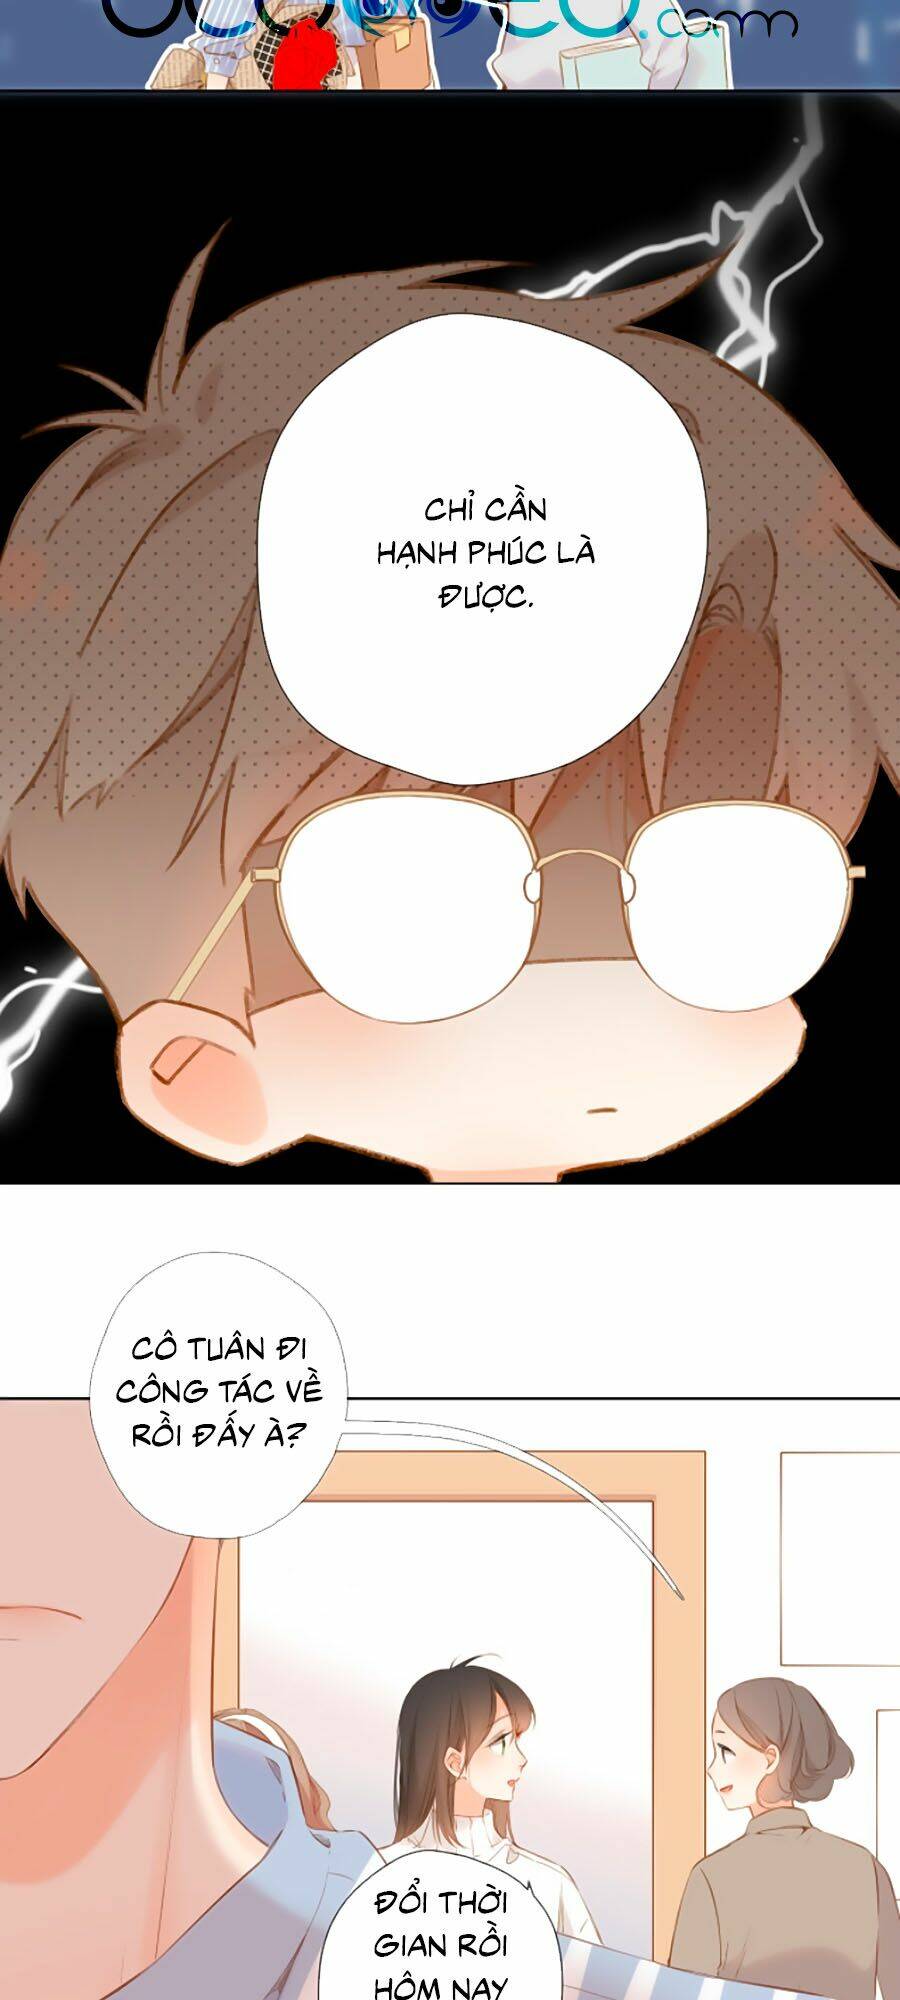 CHỈ CẦN
HẠNH PHÚC LÀ
ĐƯỢC.
CÔ TUÂN ĐI
CÔNG TÁC VỀ
RỒI ĐẤY À?
ĐỔI THỜI
GIAN RỒI
HÔM NAY